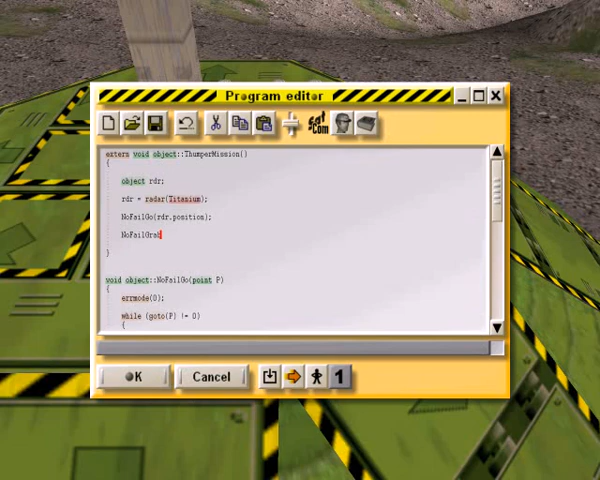 Program editor
SatCom
extern void object::ThumperMission()
{
object rdr;
rdr = radar(Titanium);
NoFailGo(rdr.position);
NoFailGrab
}
void object::NoFailGo(point P)
{
errmode(0);
while (goto(P) != 0)
{
OK Cancel 1